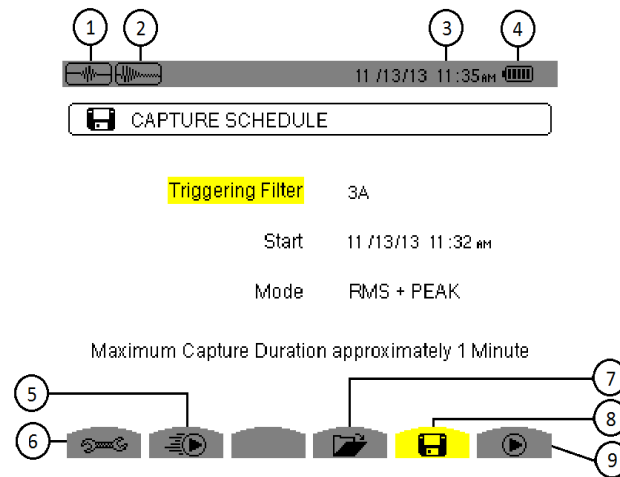 1 2 3 4
11/13/13 11:35AM
CAPTURE SCHEDULE
Triggering Filter 3A
Start 11/13/13 11:32 AM
Mode RMS + PEAK
Maximum Capture Duration approximately 1 Minute
5 7
8
6
9